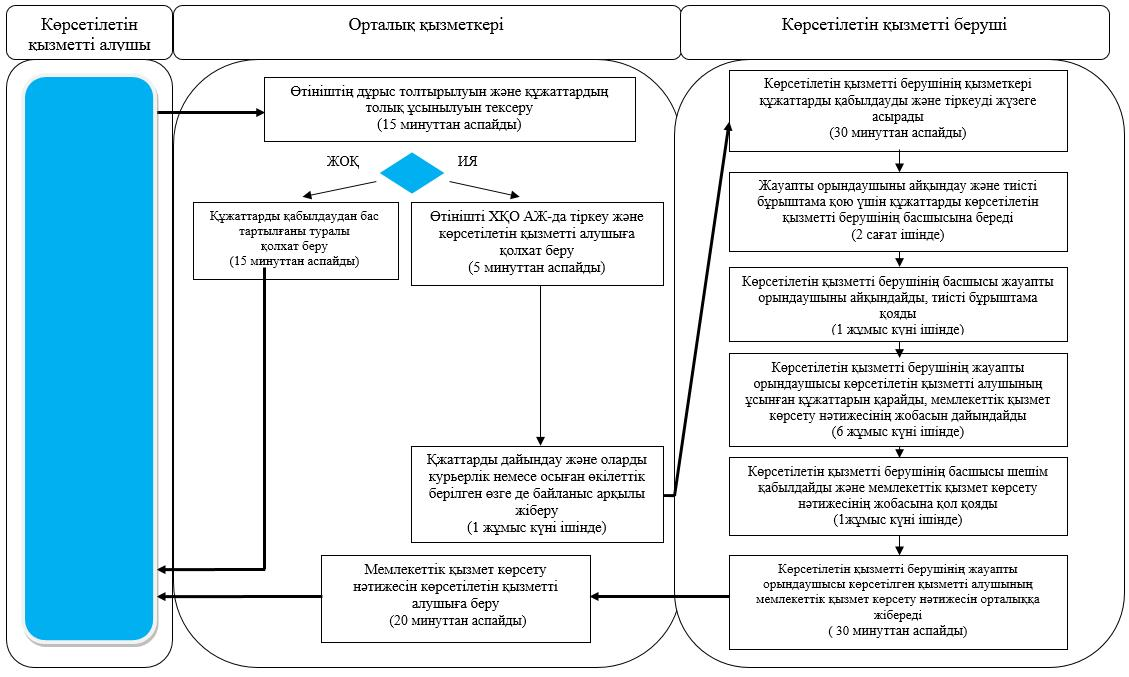 Көрсетілетін
қызметті алушы
Орталық қызметкері
Көрсетілетін қызметті беруші
Өтініштің дұрыс толтырылуын және құжаттардың
толық ұсынылуын тексеру
(15 минуттан аспайды)
ЖОҚ
ИЯ
Құжаттарды қабылдаудан бас
тартылғаны туралы
қолхат беру
(15 минуттан аспайды)
Өтінішті ХҚО АЖ-да тіркеу және
көрсетілетін қызметті алушыға
қолхат беру
(5 минуттан аспайды)
Қжаттарды дайындау және оларды
курьерлік немесе осыған өкілеттік
берілген өзге де байланыс арқылы
жіберу
(1 жұмыс күні ішінде)
Мемлекеттік қызмет көрсету
нәтижесін көрсетілетін қызметті
алушыға беру
(20 минуттан аспайды)
Көрсетілетін қызметті берушінің қызметкері
құжаттарды қабылдауды және тіркеуді жүзеге
асырады
(30 минуттан аспайды)
Жауапты орындаушыны айқындау және тиісті
бұрыштама қою үшін құжаттарды көрсетілетін
қызметті берушінің басшысына береді
(2 сағат ішінде)
Көрсетілетін қызметті берушінің басшысы жауапты
орындаушыны айқындайды, тиісті бұрыштама
қояды
(1 жұмыс күні ішінде)
Көрсетілетін қызметті берушінің жауапты
орындаушысы көрсетілетін қызметті алушының
ұсынған құжаттарын қарайды, мемлекеттік қызмет
көрсету нәтижесінің жобасын дайындайды
(6 жұмыс күні ішінде)
Көрсетілетін қызметті берушінің басшысы шешім
қабылдайды және мемлекеттік қызмет көрсету
нәтижесінің жобасына қол қояды
(1жұмыс күні ішінде)
Көрсетілетін қызметті берушінің жауапты
орындаушысы көрсетілген қызметті алушының
мемлекеттік қызмет көрсету нәтижесін орталыққа
жібереді
( 30 минуттан аспайды)